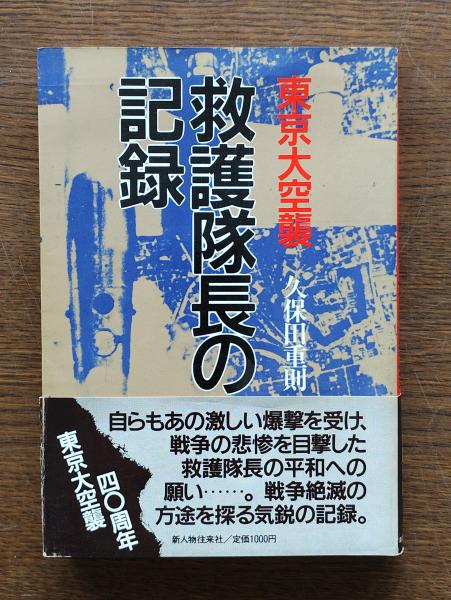 東京大空襲
救護隊長の
記録
久保田重則
自らもあの激しい爆撃を受け、
戦争の悲惨を目撃した
救護隊長の平和への
願い……。戦争絶滅の
方途を探る気鋭の記録。
四〇周年
東京大空襲
新人物往来社/定価1000円